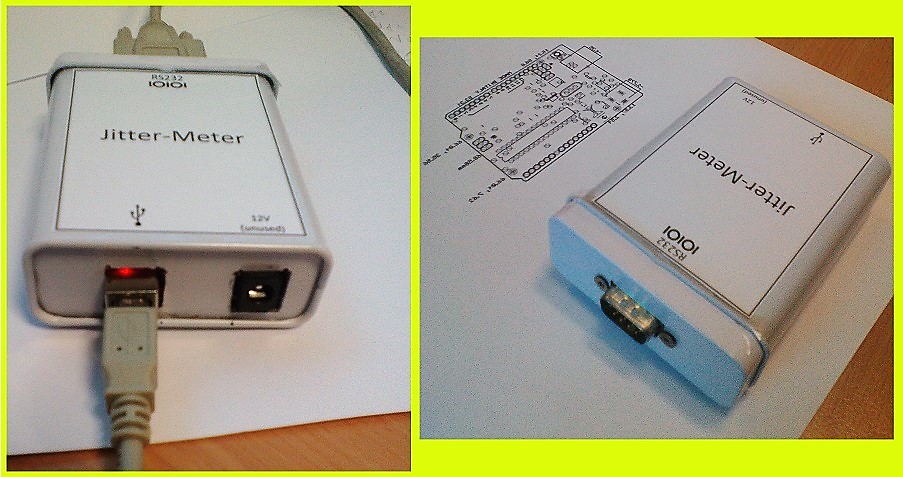 RS232
IOIOI
Jitter-Meter
12V
(unused)
12V
(unused)
Jitter-Meter
IOIOI
RS232